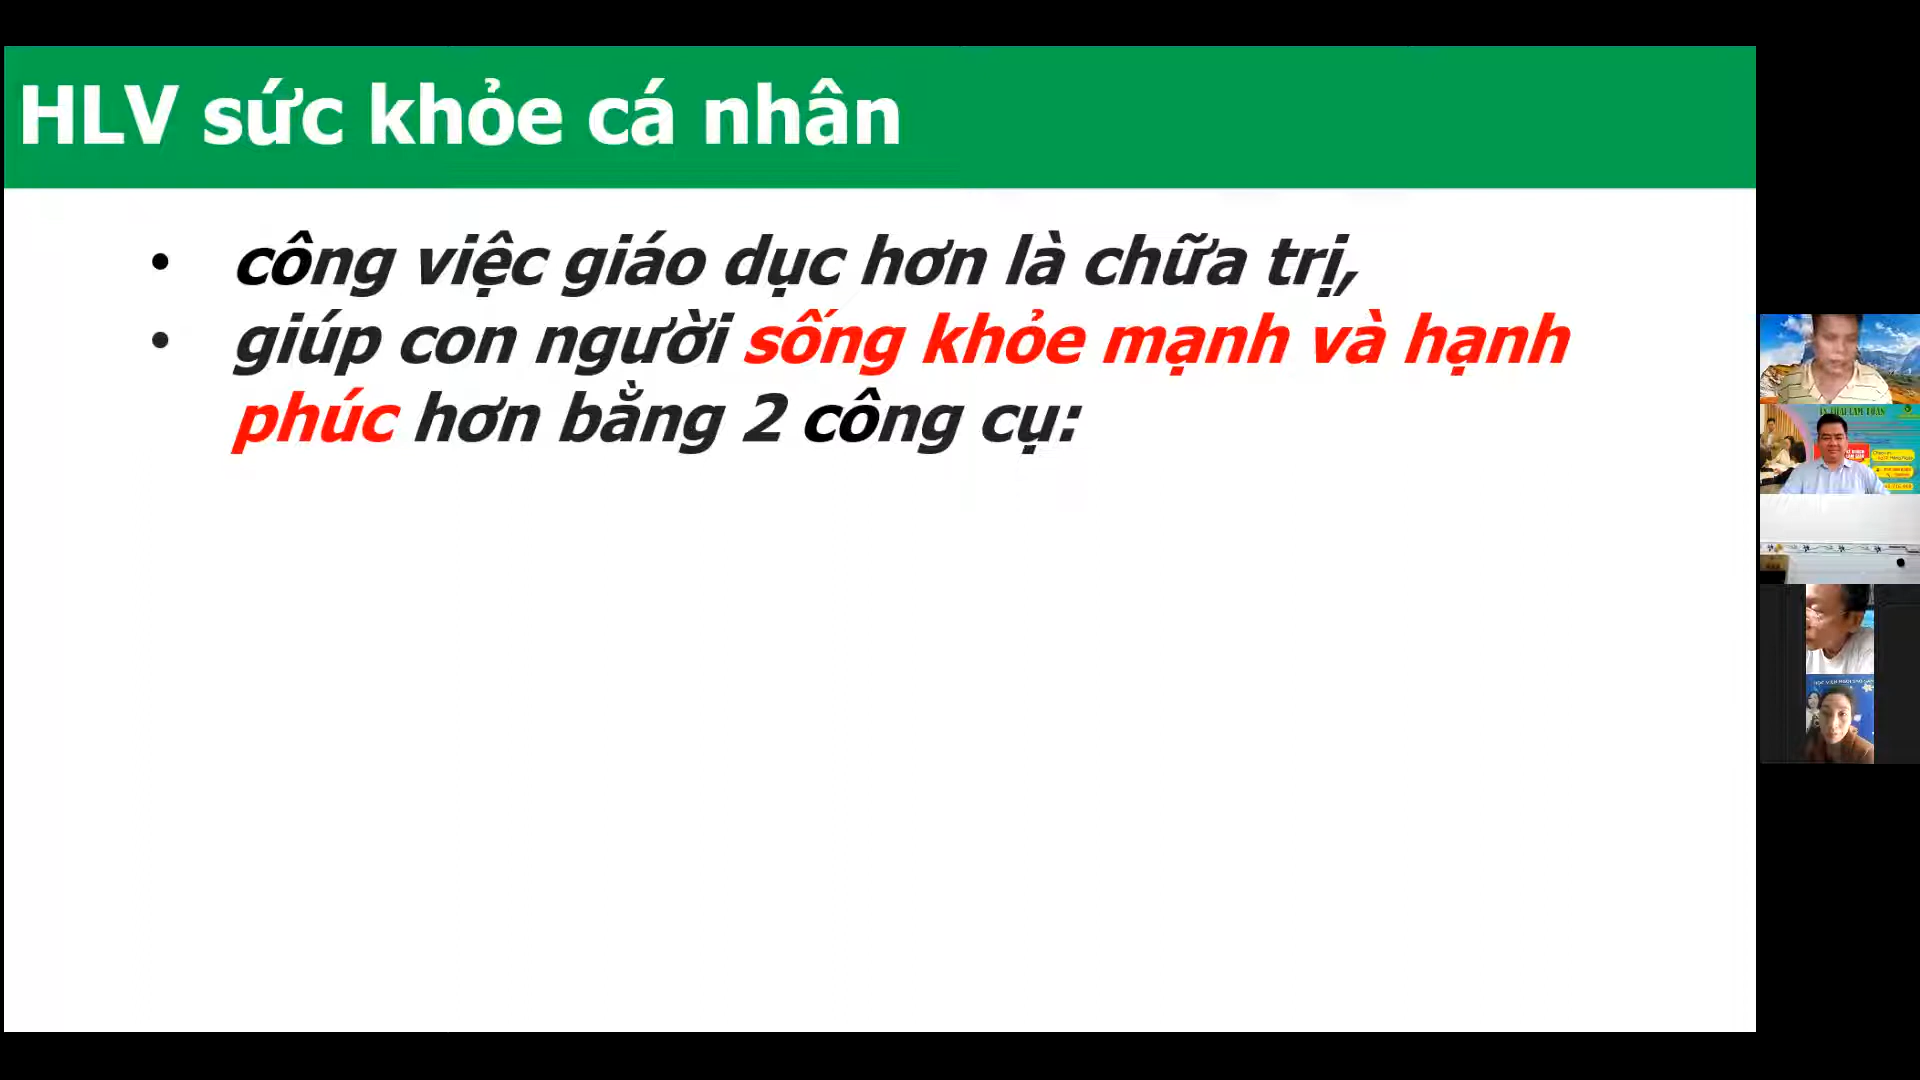 HLV sức khỏe cá nhân
• công việc giáo dục hơn là chữa trị,
• giúp con người sống khỏe mạnh và hạnh
phúc hơn bằng 2 công cụ: